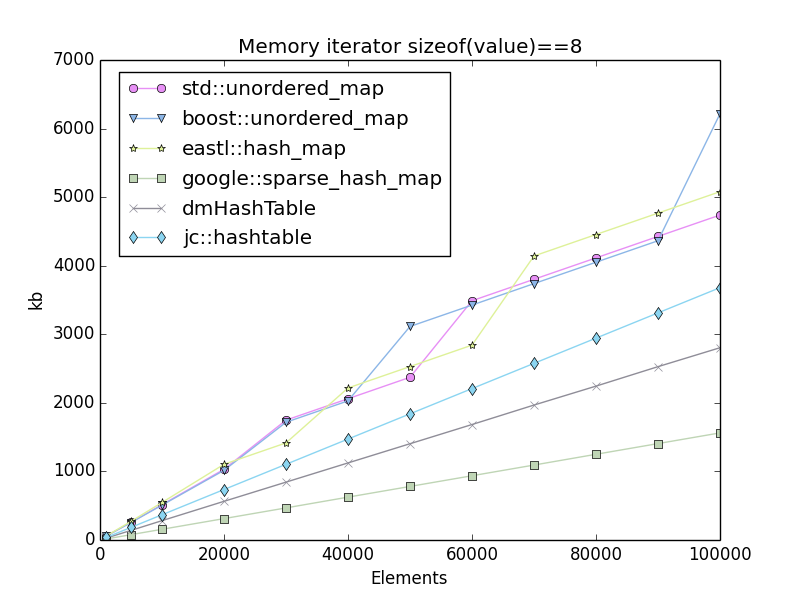 Memory iterator sizeof(value)==8
7000
6000
5000
4000
3000
2000
1000
0
kb
std::unordered_map
boost::unordered_map
eastl::hash_map
google::sparse_hash_map
dmHashTable
jc::hashtable
0 20000 40000 60000 80000 100000
Elements